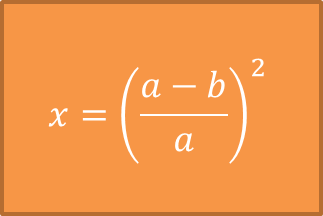 x = ((a − b)/a)²